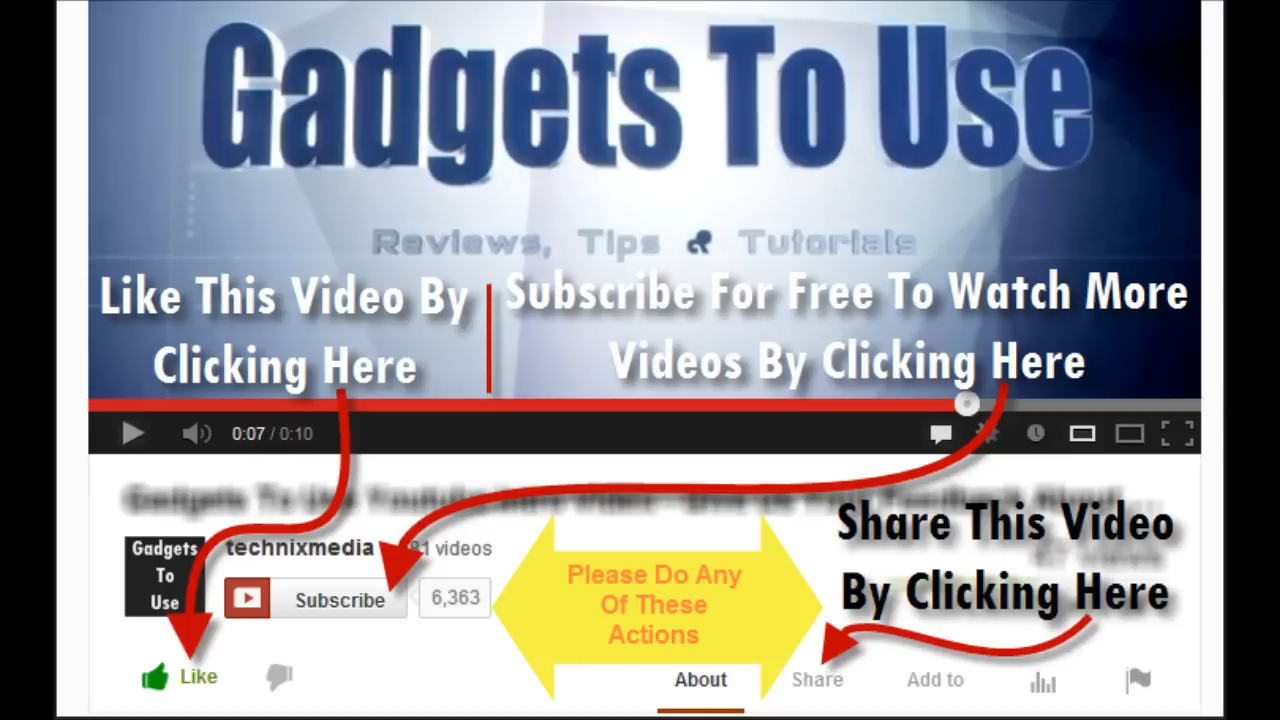 Gadgets To Use
Reviews, Tips & Tutorials
Like This Video By
Clicking Here
Subscribe For Free To Watch More
Videos By Clicking Here
0:07 / 0:10
Share This Video
By Clicking Here
Gadgets
To
Use
technixmedia
81 videos
Subscribe
6,363
Please Do Any
Of These
Actions
Like
About
Share
Add to